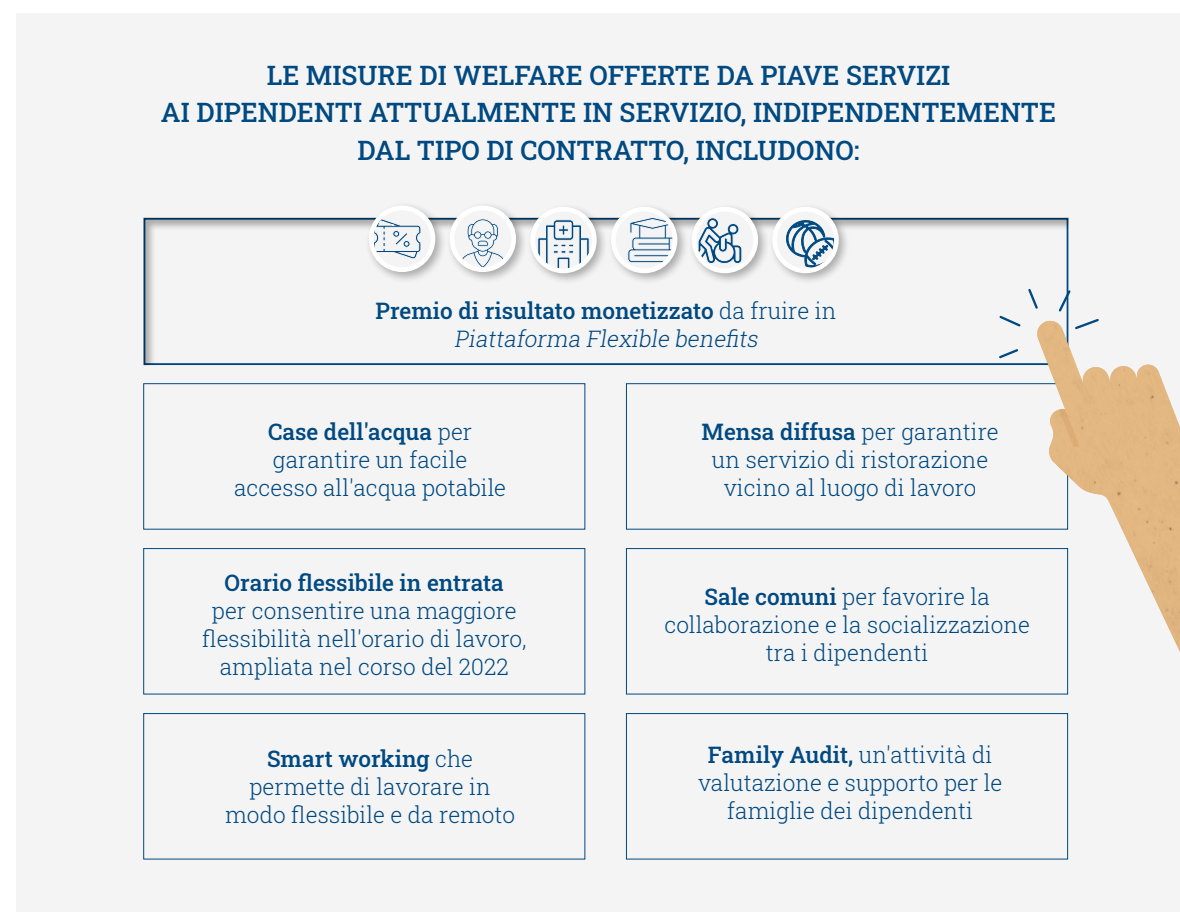 LE MISURE DI WELFARE OFFERTE DA PIAVE SERVIZI
AI DIPENDENTI ATTUALMENTE IN SERVIZIO, INDIPENDENTEMENTE
DAL TIPO DI CONTRATTO, INCLUDONO:
%
Premio di risultato monetizzato da fruire in
Piattaforma Flexible benefits
Case dell'acqua per
garantire un facile
accesso all'acqua potabile
Mensa diffusa per garantire
un servizio di ristorazione
vicino al luogo di lavoro
Orario flessibile in entrata
per consentire una maggiore
flessibilità nell'orario di lavoro,
ampliata nel corso del 2022
Sale comuni per favorire la
collaborazione e la socializzazione
tra i dipendenti
Smart working che
permette di lavorare in
modo flessibile e da remoto
Family Audit, un'attività di
valutazione e supporto per le
famiglie dei dipendenti